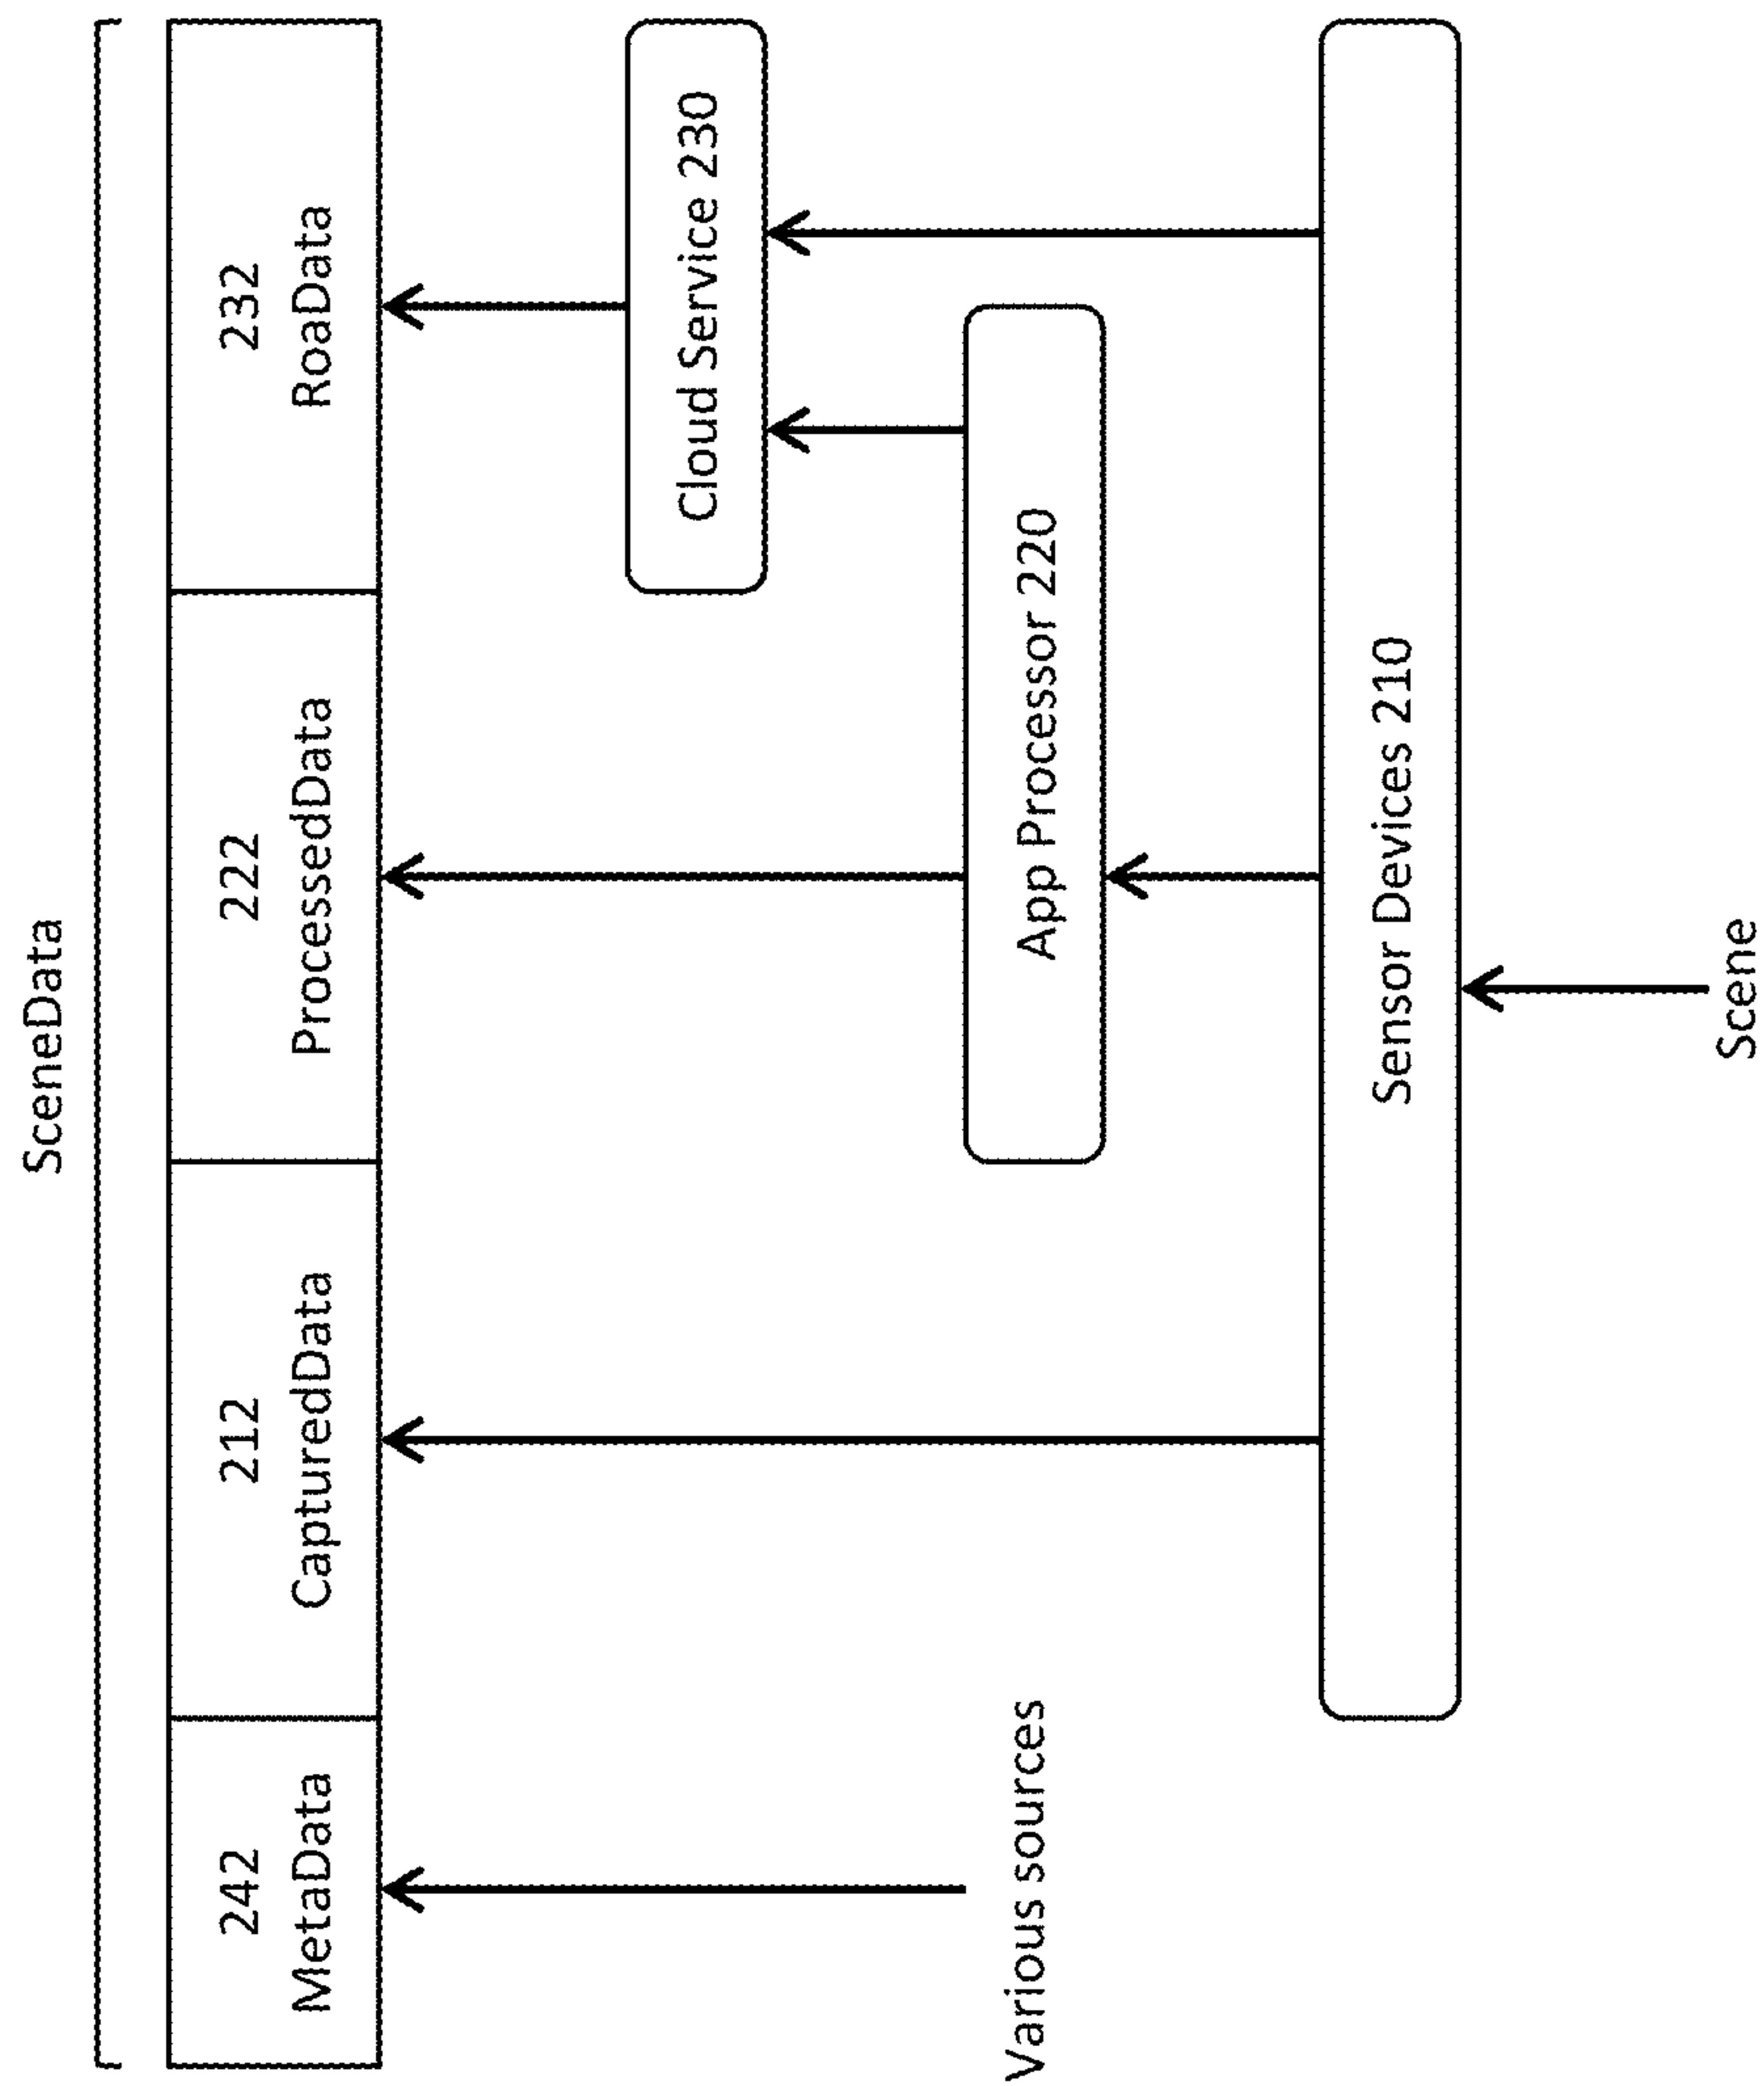 SceneData
242
MetaData
212
CapturedData
222
ProcessedData
232
RoaData
Cloud Service 230
Various sources
App Processor 220
Sensor Devices 210
Scene